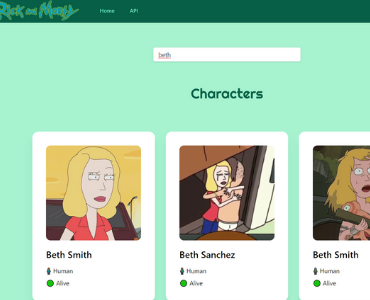 Rick and Morty
Home
API
beth
Characters
Beth Smith
Human
Alive
Beth Sanchez
Human
Alive
Beth Smith
Human
Alive